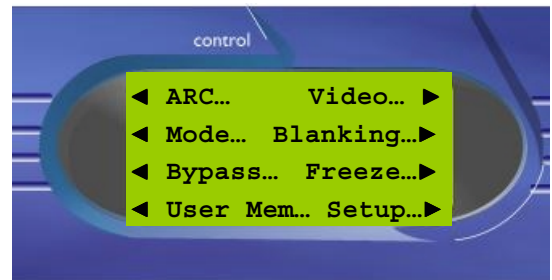 control
◄ ARC… Video… ►
◄ Mode… Blanking…►
◄ Bypass… Freeze…►
◄ User Mem… Setup…►